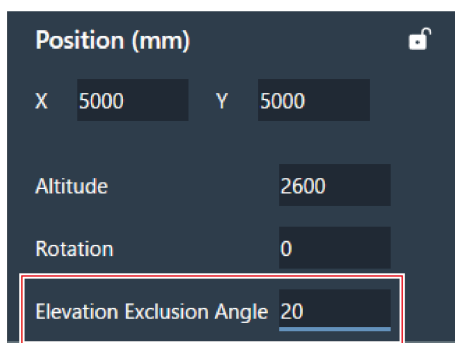 Position (mm)
X 5000 Y 5000
Altitude 2600
Rotation 0
Elevation Exclusion Angle 20